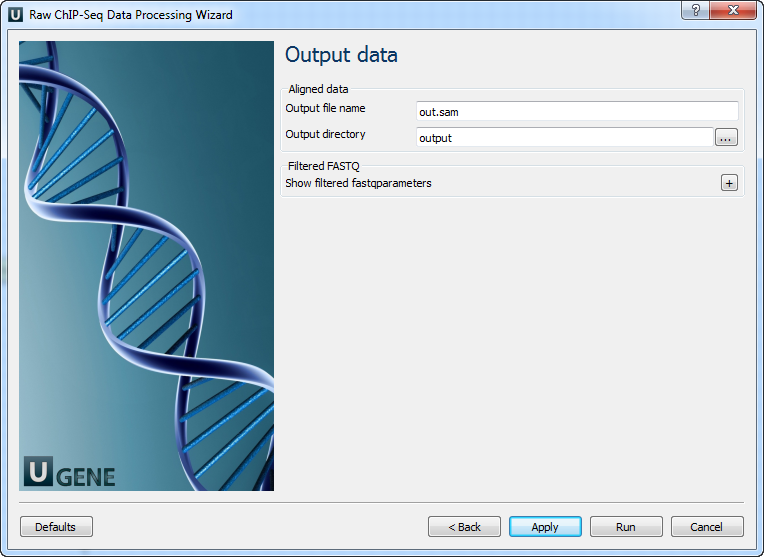 U Raw ChIP-Seq Data Processing Wizard
Output data
Aligned data
Output file name
out.sam
Output directory
output
...
Filtered FASTQ
Show filtered fastqparameters
+
U GENE
Defaults
< Back
Apply
Run
Cancel